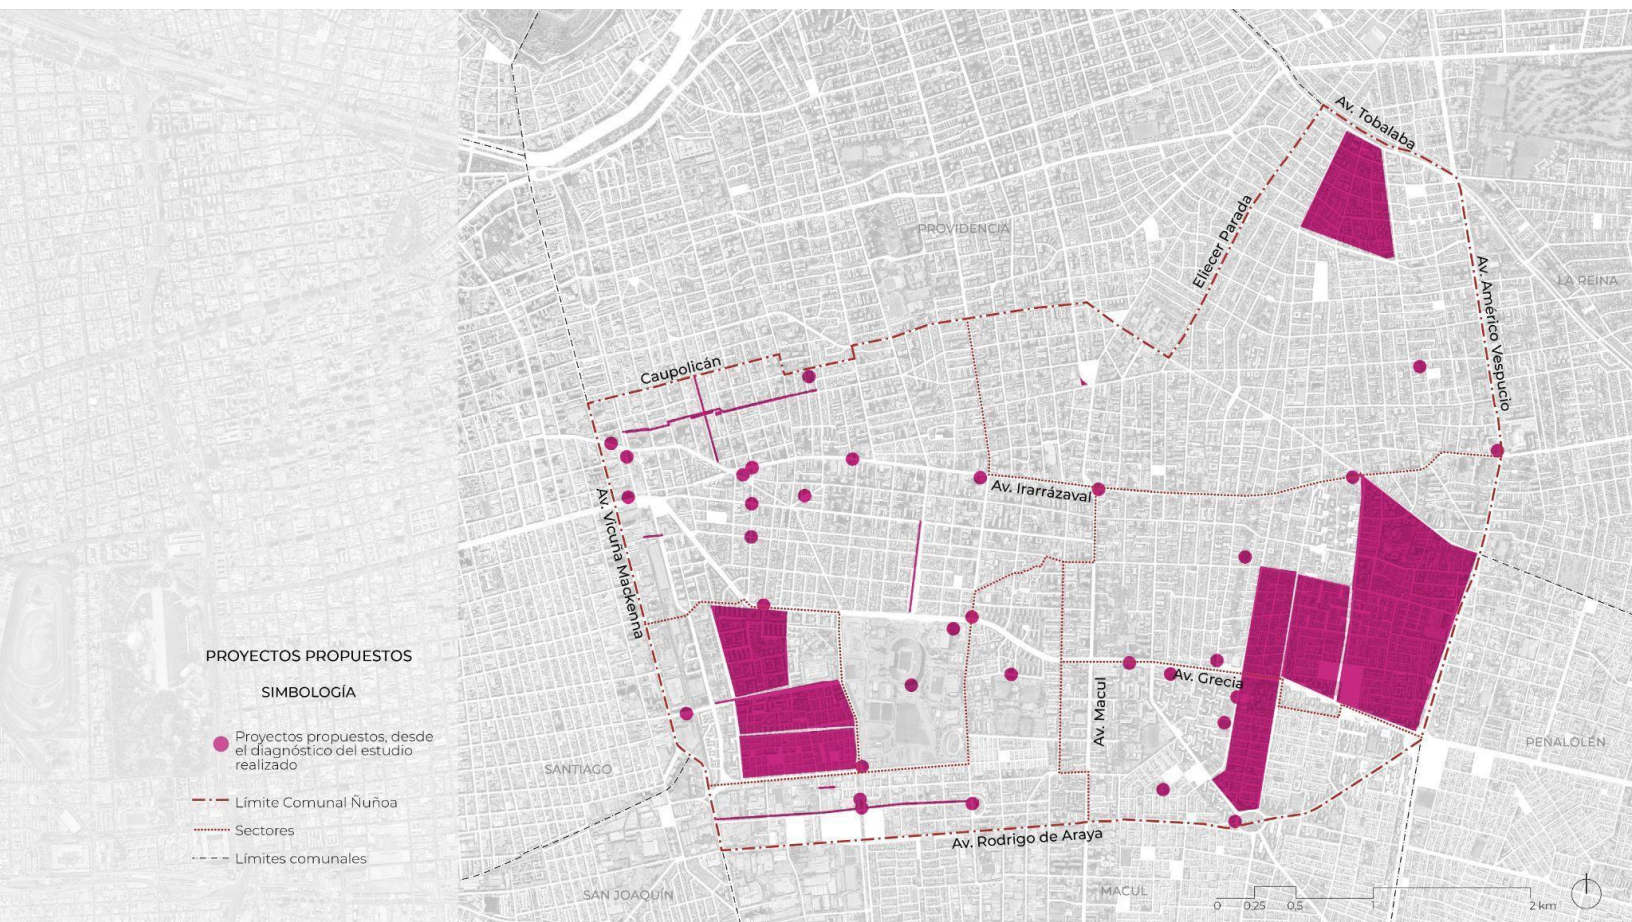 Av. Tobalaba
PROVIDENCIA
Eliecer Parada
Av. Américo Vespucio
LA REINA
Caupolicán
Av. Irarrázaval
Av. Vicuña Mackenna
PROYECTOS PROPUESTOS
SIMBOLOGÍA
Proyectos propuestos, desde
el diagnóstico del estudio
realizado
Límite Comunal Ñuñoa
Sectores
Límites comunales
Av. Grecia
Av. Macul
PEÑALOLÉN
SANTIAGO
Av. Rodrigo de Araya
SAN JOAQUÍN
MACUL
0 0,25 0,5 1 2 km